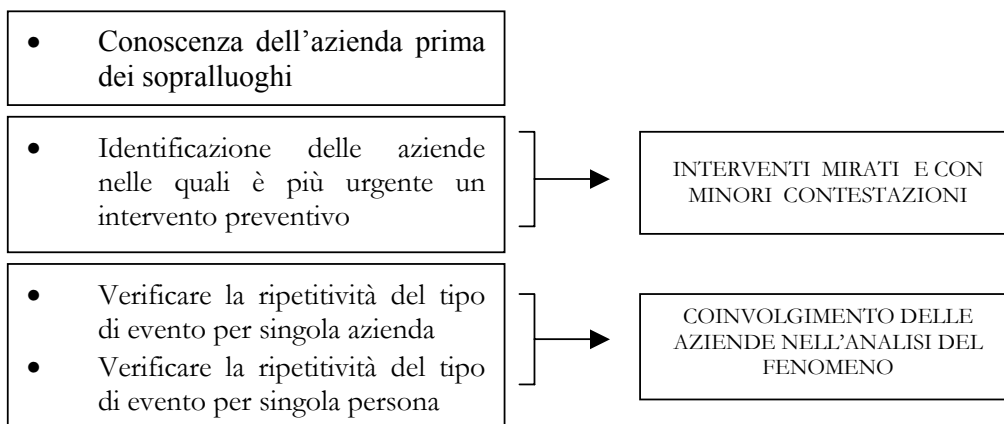 • Conoscenza dell’azienda prima
dei sopralluoghi
• Identificazione delle aziende
nelle quali è più urgente un
intervento preventivo
INTERVENTI MIRATI E CON
MINORI CONTESTAZIONI
• Verificare la ripetitività del tipo
di evento per singola azienda
• Verificare la ripetitività del tipo
di evento per singola persona
COINVOLGIMENTO DELLE
AZIENDE NELL’ANALISI DEL
FENOMENO